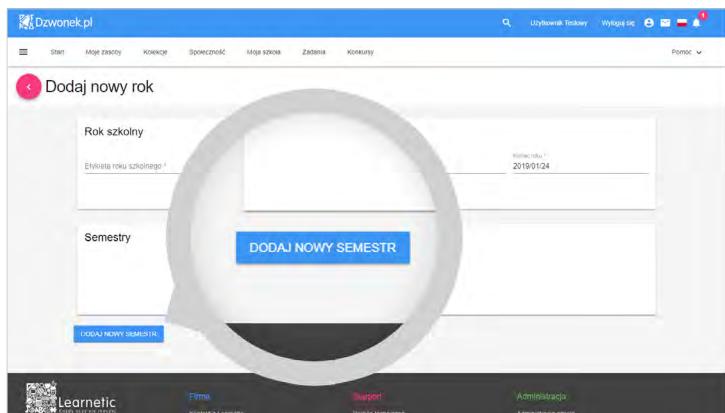 Dzwonek.pl
Użytkownik Testowy
Wyloguj się
1
Start
Moje zasoby
Kolekcje
Społeczność
Moja szkoła
Zadania
Konkursy
Pomoc
Dodaj nowy rok
Rok szkolny
Etykieta roku szkolnego *
Koniec roku *
2019/01/24
Semestry
DODAJ NOWY SEMESTR
DODAJ NOWY SEMESTR
Learnetic
Firma
Support
Administracja